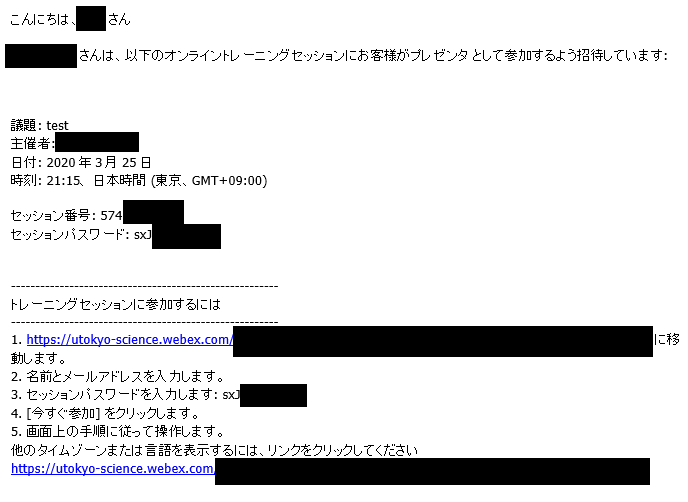 こんにちは、 さん
さんは、以下のオンライントレーニングセッションにお客様がプレゼンタ として参加するよう招待しています:
議題: test
主催者:
日付: 2020 年 3 月 25 日
時刻: 21:15、日本時間 (東京、GMT+09:00)
セッション番号: 574
セッションパスワード: sxJ
-------------------------------------------------------
トレーニングセッションに参加するには
-------------------------------------------------------
1. https://utokyo-science.webex.com/ に移
動します。
2. 名前とメールアドレスを入力します。
3. セッションパスワードを入力します: sxJ
4. [今すぐ参加] をクリックします。
5. 画面上の手順に従って操作します。
他のタイムゾーンまたは言語を表示するには、リンクをクリックしてください
https://utokyo-science.webex.com/